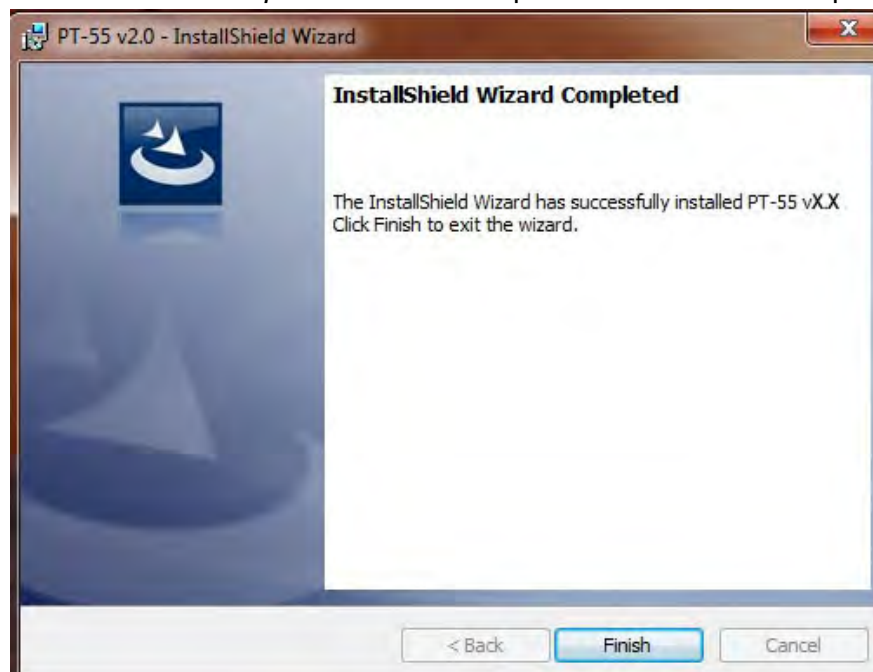 PT-55 v2.0 - InstallShield Wizard
InstallShield Wizard Completed
The InstallShield Wizard has successfully installed PT-55 vX.X
Click Finish to exit the wizard.
< Back
Finish
Cancel